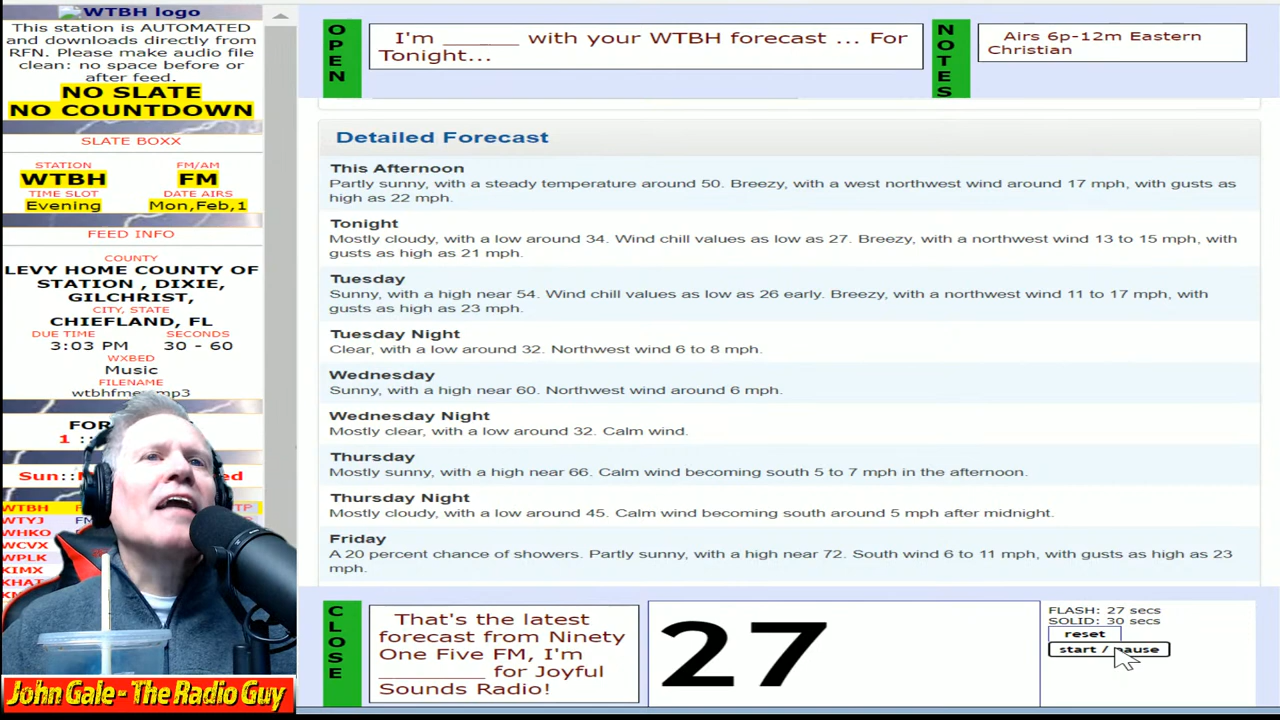 WTBH logo
This station is AUTOMATED
and downloads directly from
RFN. Please make audio file
clean: no space before or
after feed.
NO SLATE
NO COUNTDOWN
SLATE BOXX
STATION FM/AM
WTBH FM
TIME SLOT DATE AIRS
Evening Mon,Feb,1
FEED INFO
COUNTY
LEVY HOME COUNTY OF
STATION , DIXIE,
GILCHRIST,
CITY, STATE
CHIEFLAND, FL
DUE TIME SECONDS
3:03 PM 30 - 60
WXBED
Music
FILENAME
FOR
1 ::
Sun::
WTBH
WTYJ FM
WHKO
WCVX
WPLK
KIMX
KHAT
John Gale - The Radio Guy
OPEN
I'm ______ with your WTBH forecast ... For
Tonight...
NOTES
Airs 6p-12m Eastern
Christian
Detailed Forecast
This Afternoon
Partly sunny, with a steady temperature around 50. Breezy, with a west northwest wind around 17 mph, with gusts as
high as 22 mph.
Tonight
Mostly cloudy, with a low around 34. Wind chill values as low as 27. Breezy, with a northwest wind 13 to 15 mph, with
gusts as high as 21 mph.
Tuesday
Sunny, with a high near 54. Wind chill values as low as 26 early. Breezy, with a northwest wind 11 to 17 mph, with
gusts as high as 23 mph.
Tuesday Night
Clear, with a low around 32. Northwest wind 6 to 8 mph.
Wednesday
Sunny, with a high near 60. Northwest wind around 6 mph.
Wednesday Night
Mostly clear, with a low around 32. Calm wind.
Thursday
Mostly sunny, with a high near 66. Calm wind becoming south 5 to 7 mph in the afternoon.
Thursday Night
Mostly cloudy, with a low around 45. Calm wind becoming south around 5 mph after midnight.
Friday
A 20 percent chance of showers. Partly sunny, with a high near 72. South wind 6 to 11 mph, with gusts as high as 23
mph.
CLOSE
That's the latest
forecast from Ninety
One Five FM, I'm
________ for Joyful
Sounds Radio!
27
FLASH: 27 secs
SOLID: 30 secs
reset
start / pause